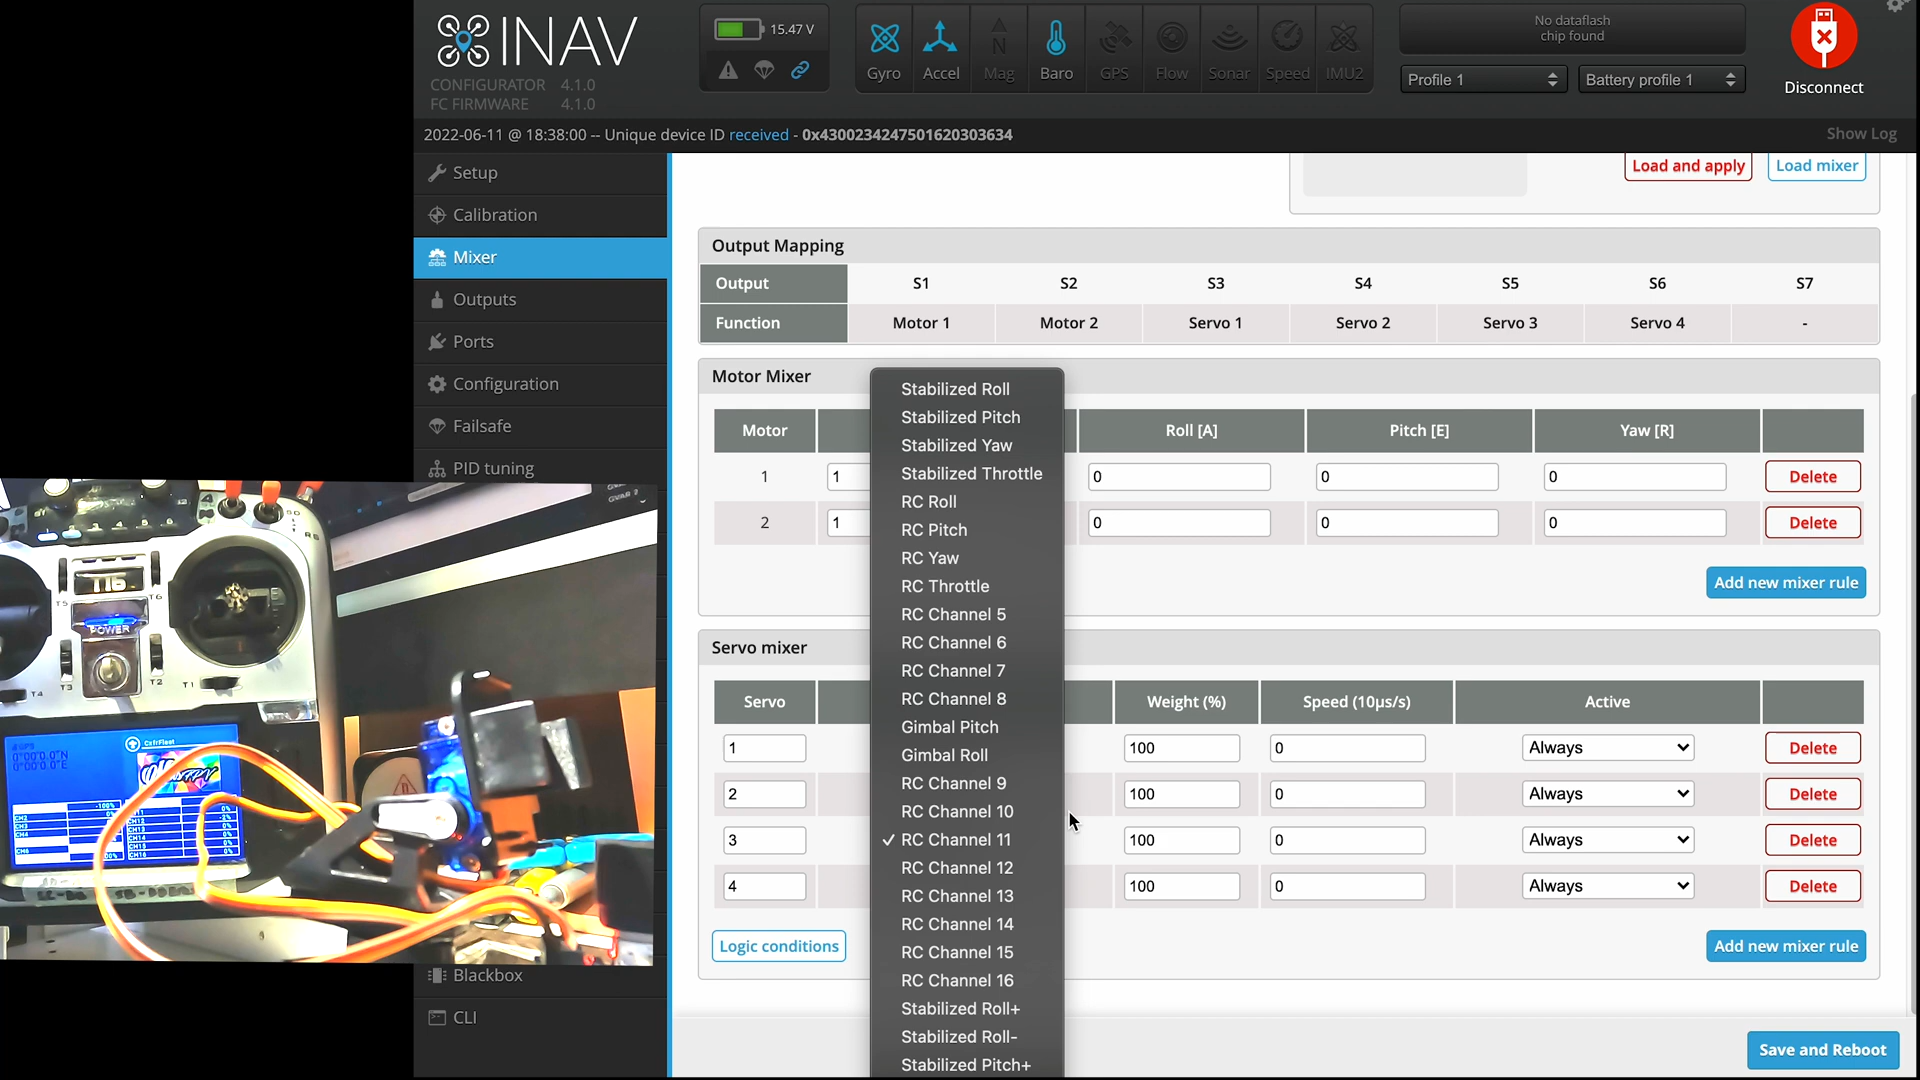 INAV
CONFIGURATOR 4.1.0
FC FIRMWARE 4.1.0
15.47 V
Gyro
Accel
Mag
Baro
GPS
Flow
Sonar
Speed
IMU2
No dataflash
chip found
Profile 1
Battery profile 1
Disconnect
2022-06-11 @ 18:38:00 -- Unique device ID received - 0x4300234247501620303634
Show Log
Setup
Calibration
Mixer
Outputs
Ports
Configuration
Failsafe
PID tuning
Blackbox
CLI
Load and apply
Load mixer
Output Mapping
Output S1 S2 S3 S4 S5 S6 S7
Function Motor 1 Motor 2 Servo 1 Servo 2 Servo 3 Servo 4 -
Motor Mixer
Motor Roll [A] Pitch [E] Yaw [R]
1 1 0 0 0 Delete
2 1 0 0 0 Delete
Add new mixer rule
Servo mixer
Servo Weight (%) Speed (10µs/s) Active
1 100 0 Always Delete
2 100 0 Always Delete
3 100 0 Always Delete
4 100 0 Always Delete
Logic conditions
Add new mixer rule
Save and Reboot
Stabilized Roll
Stabilized Pitch
Stabilized Yaw
Stabilized Throttle
RC Roll
RC Pitch
RC Yaw
RC Throttle
RC Channel 5
RC Channel 6
RC Channel 7
RC Channel 8
Gimbal Pitch
Gimbal Roll
RC Channel 9
RC Channel 10
✓ RC Channel 11
RC Channel 12
RC Channel 13
RC Channel 14
RC Channel 15
RC Channel 16
Stabilized Roll+
Stabilized Roll-
Stabilized Pitch+
T16
POWER
T5
T6
T4
T3
T2
T1